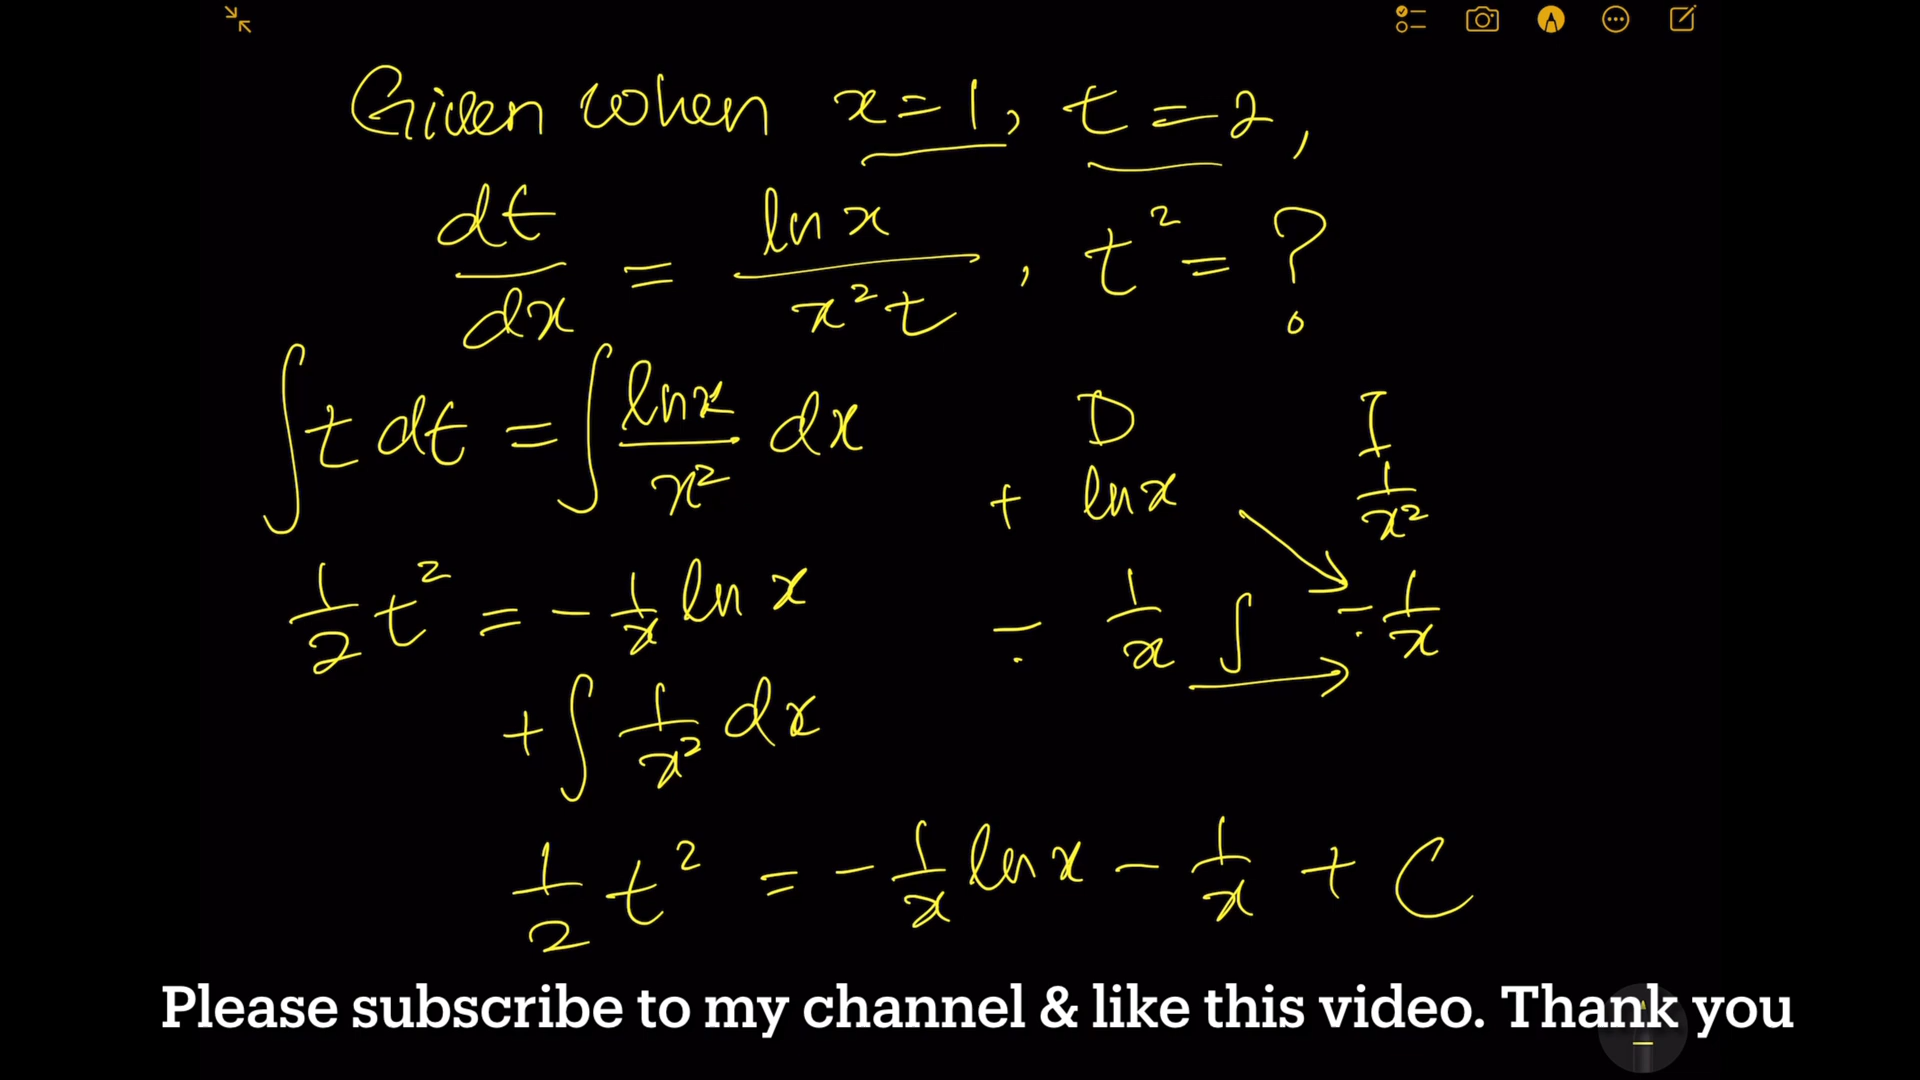 Given when x = 1, t = 2,
dt/dx = ln x / x² t , t² = ?
∫ t dt = ∫ ln x / x² dx
D I
+ ln x 1/x²
1/2 t² = - 1/x ln x
- 1/x ∫ - 1/x
+ ∫ 1/x² dx
1/2 t² = - 1/x ln x - 1/x + C
Please subscribe to my channel & like this video. Thank you